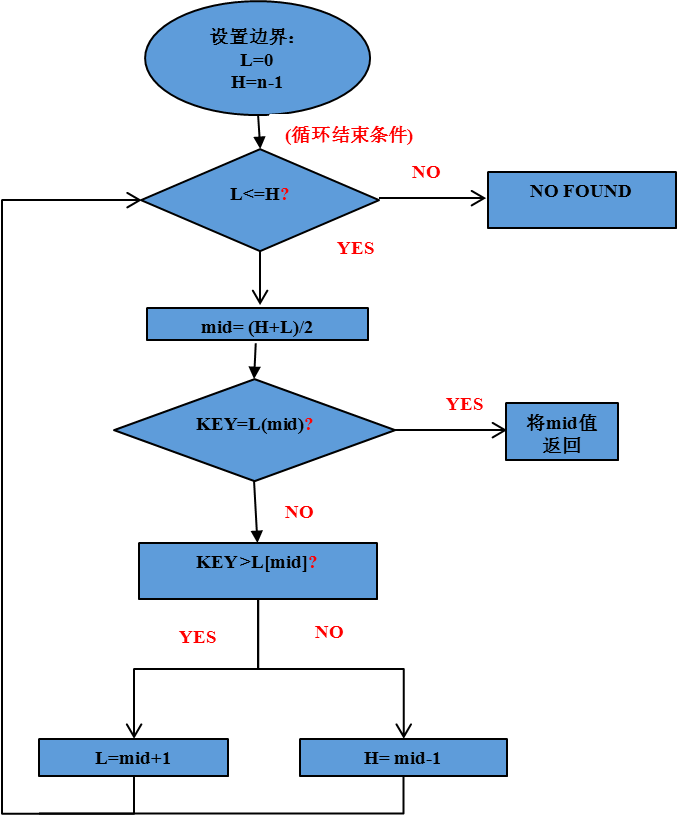 设置边界：
L=0
H=n-1
(循环结束条件)
L<=H?
NO
NO FOUND
YES
mid= (H+L)/2
KEY=L(mid)?
YES
将mid值
返回
NO
KEY>L[mid]?
YES
NO
L=mid+1
H= mid-1